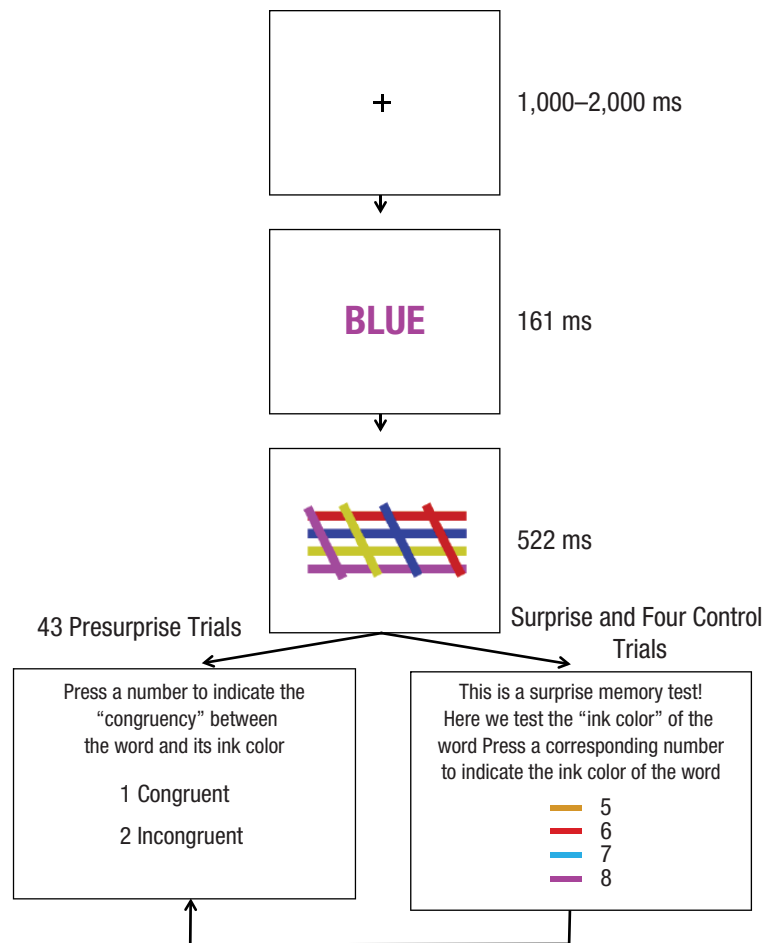 +
1,000–2,000 ms
BLUE
161 ms
522 ms
43 Presurprise Trials
Surprise and Four Control
Trials
Press a number to indicate the
“congruency” between
the word and its ink color
1 Congruent
2 Incongruent
This is a surprise memory test!
Here we test the “ink color” of the
word Press a corresponding number
to indicate the ink color of the word
5
6
7
8